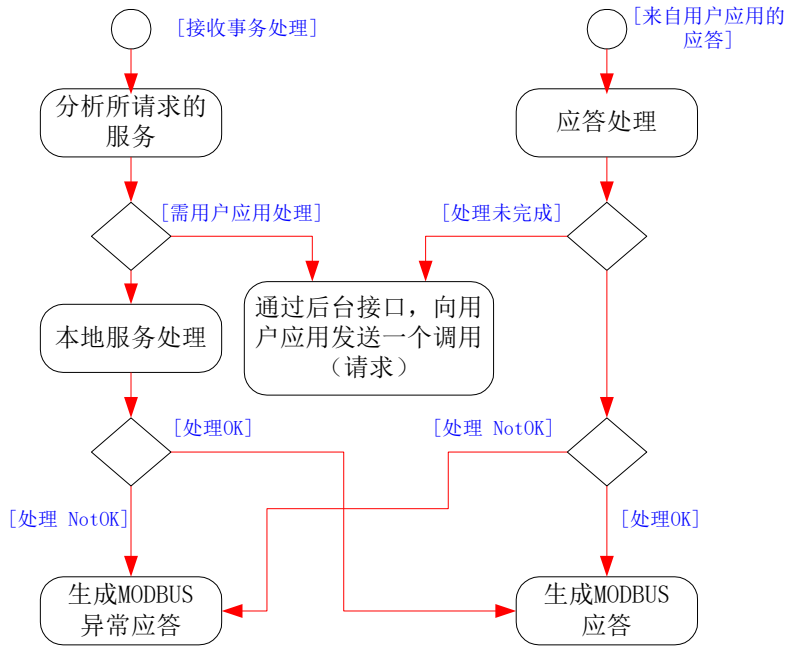 [接收事务处理]
[来自用户应用的
应答]
分析所请求的
服务
应答处理
[需用户应用处理]
[处理未完成]
通过后台接口，向用
户应用发送一个调用
（请求）
本地服务处理
[处理OK]
[处理 NotOK]
[处理 NotOK]
[处理OK]
生成MODBUS
异常应答
生成MODBUS
应答